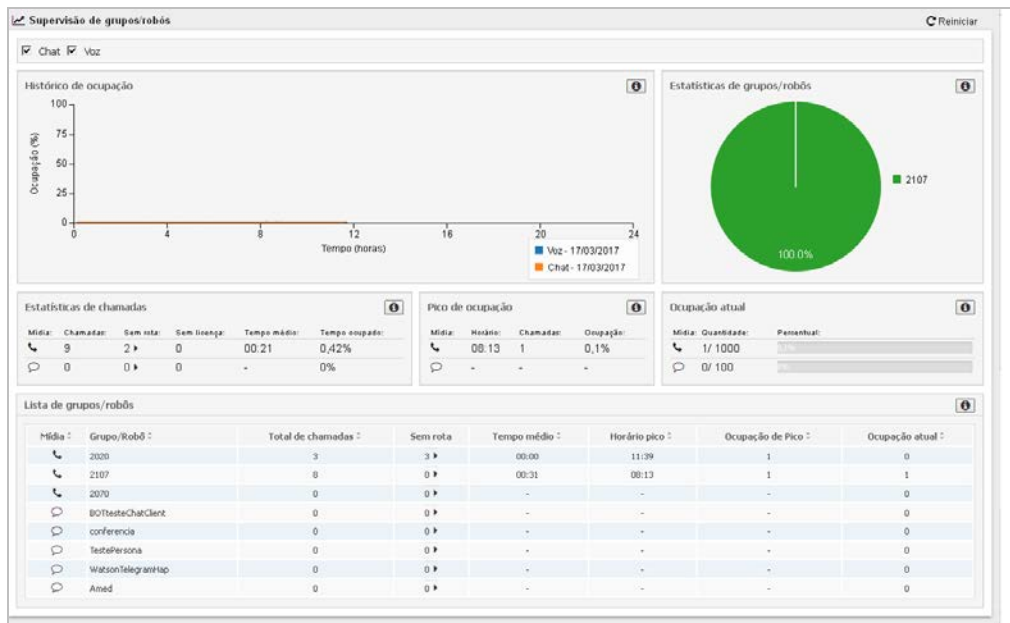 Supervisão de grupos/robôs
Reiniciar
Chat Voz
Histórico de ocupação
100
75
50
25
0
Ocupação (%)
0 4 8 12 16 20 24
Tempo (horas)
Voz - 17/03/2017
Chat - 17/03/2017
Estatísticas de grupos/robôs
2107
100.0%
Estatísticas de chamadas
Mídia: Chamadas: Sem rota: Sem licença: Tempo médio: Tempo ocupado:
9 2 0 00:21 0,42%
0 0 0 - 0%
Pico de ocupação
Mídia: Horário: Chamadas: Ocupação:
08:13 1 0,1%
- - -
Ocupação atual
Mídia: Quantidade: Percentual:
1/ 1000 0,1%
0/ 100 0%
Lista de grupos/robôs
Mídia Grupo/Robô Total de chamadas Sem rota Tempo médio Horário pico Ocupação de Pico Ocupação atual
2020 3 3 00:00 11:39 1 0
2107 8 0 00:31 08:13 1 1
2070 0 0 - - - 0
BOTtesteChatClient 0 0 - - - 0
conferencia 0 0 - - - 0
TestePersona 0 0 - - - 0
WatsonTelegramHap 0 0 - - - 0
Amed 0 0 - - - 0